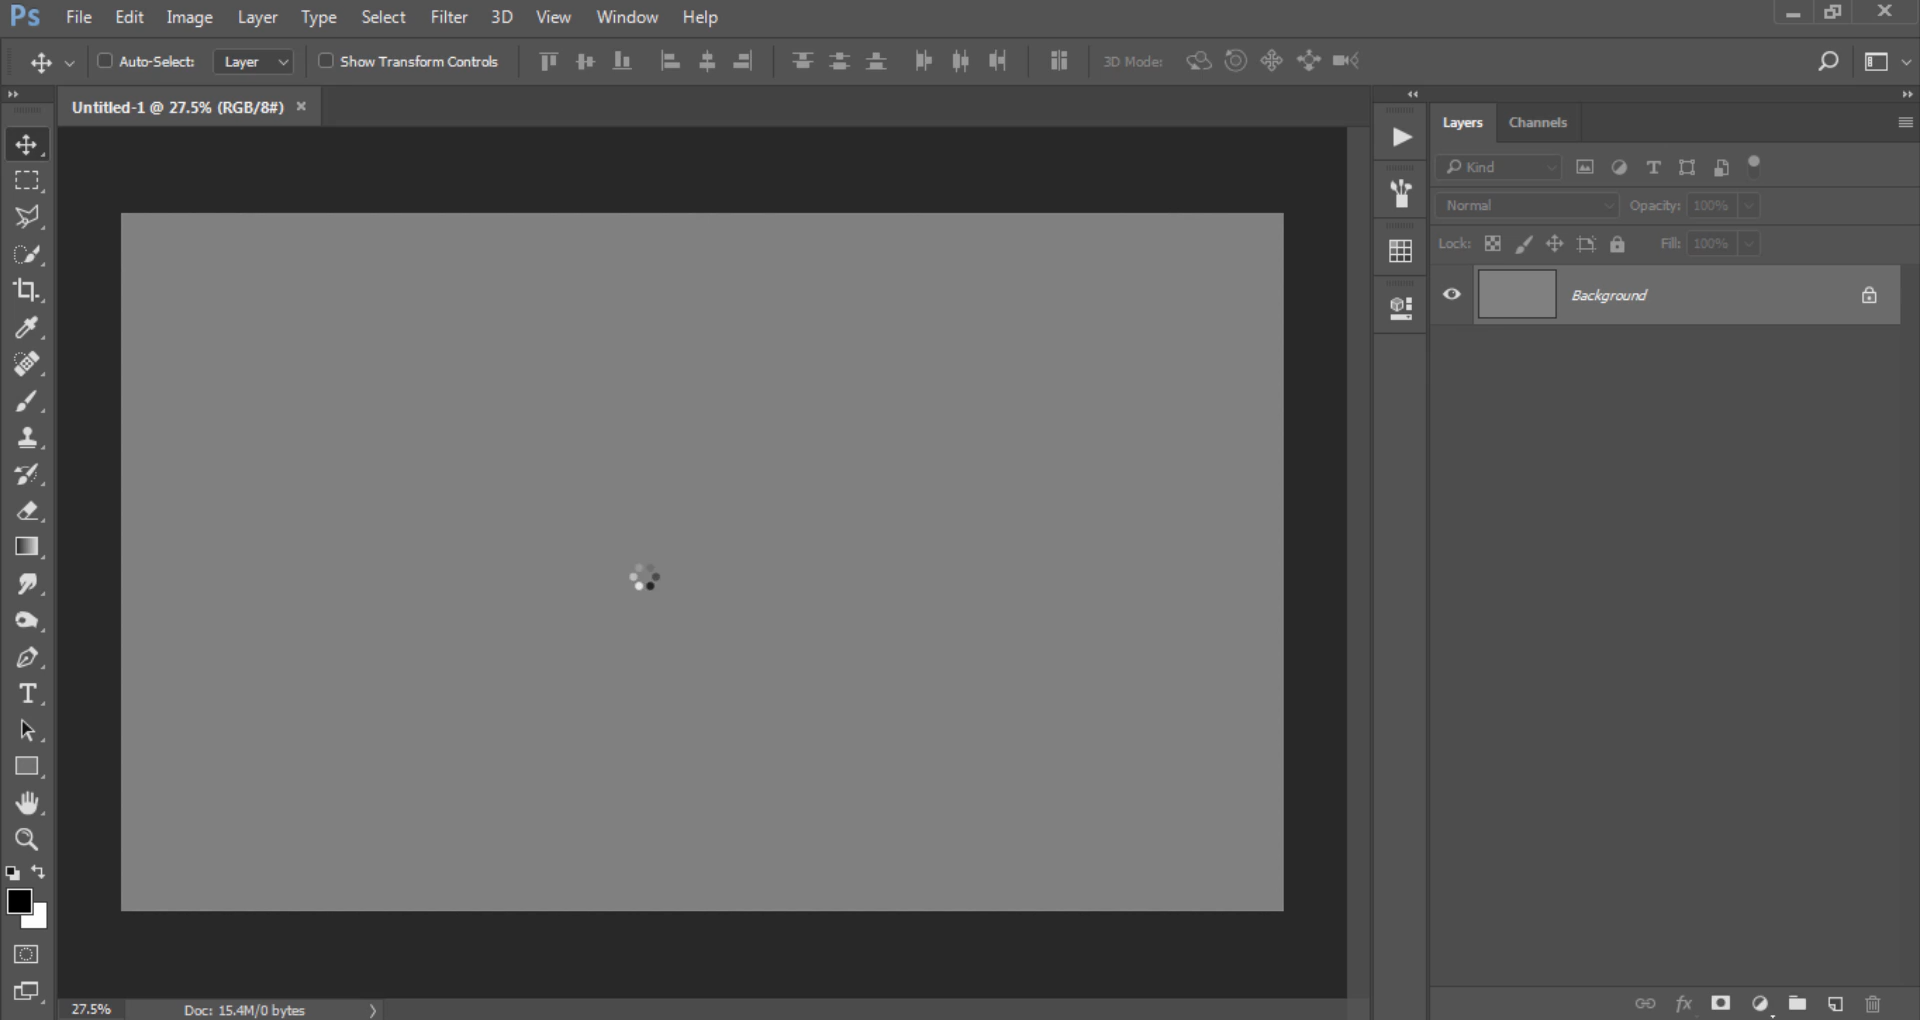 Ps File Edit Image Layer Type Select Filter 3D View Window Help
Auto-Select: Layer Show Transform Controls 3D Mode:
Untitled-1 @ 27.5% (RGB/8#) ×
Layers Channels
Kind
Normal Opacity: 100%
Lock: Fill: 100%
Background
27.5% Doc: 15.4M/0 bytes
fx